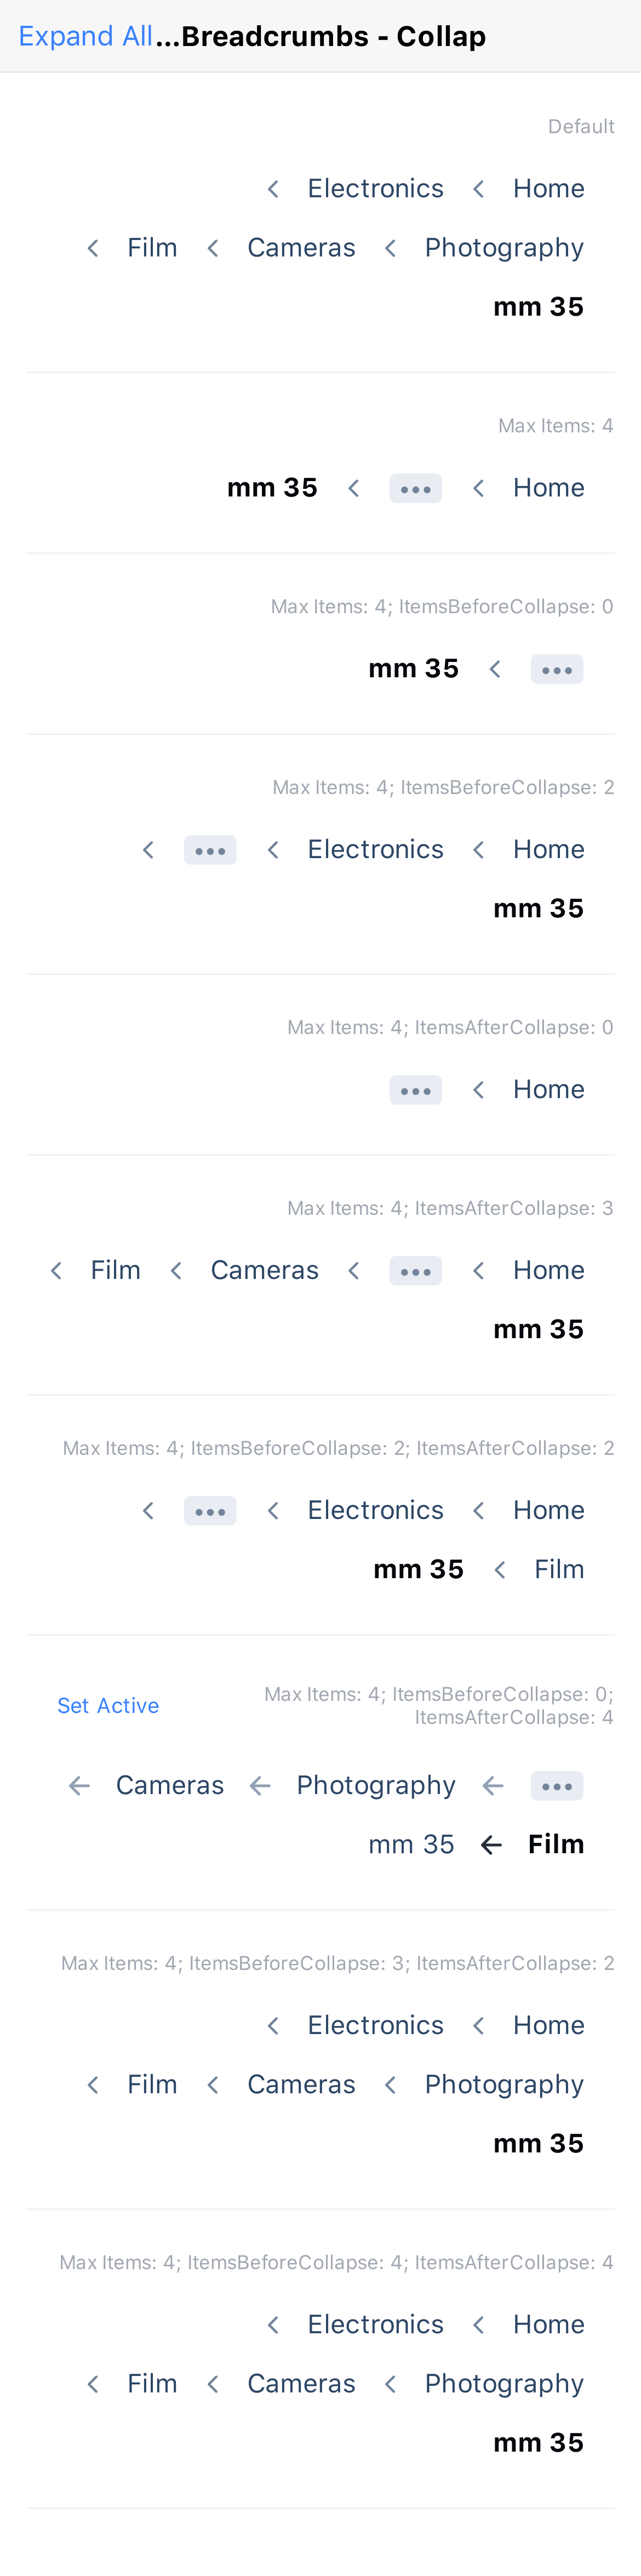 Expand All ...Breadcrumbs - Collap
Default
Electronics Home
Film Cameras Photography
mm 35
Max Items: 4
mm 35 ••• Home
Max Items: 4; ItemsBeforeCollapse: 0
mm 35 •••
Max Items: 4; ItemsBeforeCollapse: 2
••• Electronics Home
mm 35
Max Items: 4; ItemsAfterCollapse: 0
••• Home
Max Items: 4; ItemsAfterCollapse: 3
Film Cameras ••• Home
mm 35
Max Items: 4; ItemsBeforeCollapse: 2; ItemsAfterCollapse: 2
••• Electronics Home
mm 35 Film
Set Active
Max Items: 4; ItemsBeforeCollapse: 0;
ItemsAfterCollapse: 4
Cameras Photography •••
mm 35 Film
Max Items: 4; ItemsBeforeCollapse: 3; ItemsAfterCollapse: 2
Electronics Home
Film Cameras Photography
mm 35
Max Items: 4; ItemsBeforeCollapse: 4; ItemsAfterCollapse: 4
Electronics Home
Film Cameras Photography
mm 35